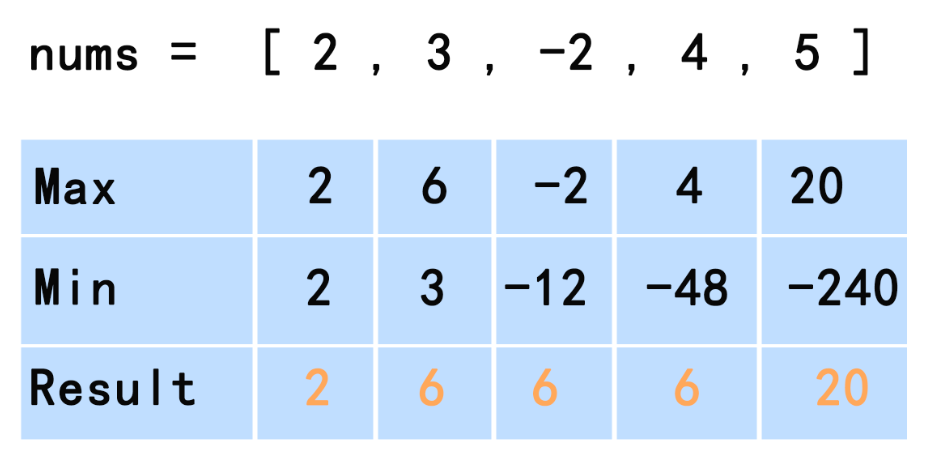 nums = [ 2 , 3 , -2 , 4 , 5 ]
Max 2 6 -2 4 20
Min 2 3 -12 -48 -240
Result 2 6 6 6 20